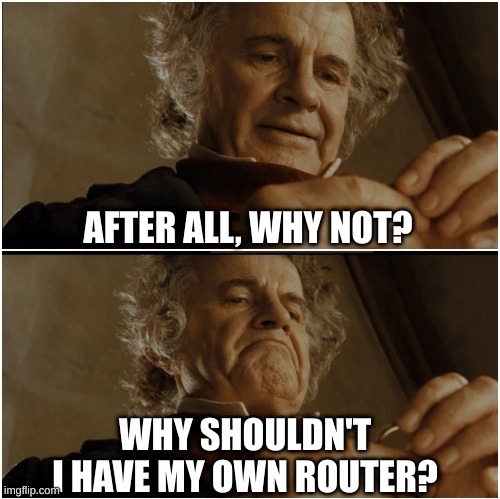 AFTER ALL, WHY NOT?
WHY SHOULDN'T
I HAVE MY OWN ROUTER?
imgflip.com